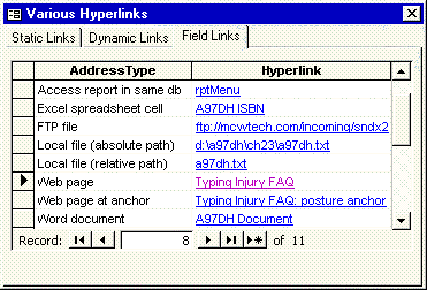 Various Hyperlinks
Static Links Dynamic Links Field Links
AddressType Hyperlink
Access report in same db rptMenu
Excel spreadsheet cell A97DH ISBN
FTP file ftp://mcwtech.com/incoming/sndx2
Local file (absolute path) d:\a97dh\ch23\a97dh.txt
Local file (relative path) a97dh.txt
Web page Typing Injury FAQ
Web page at anchor Typing Injury FAQ: posture anchor
Word document A97DH Document
Record: 8 of 11